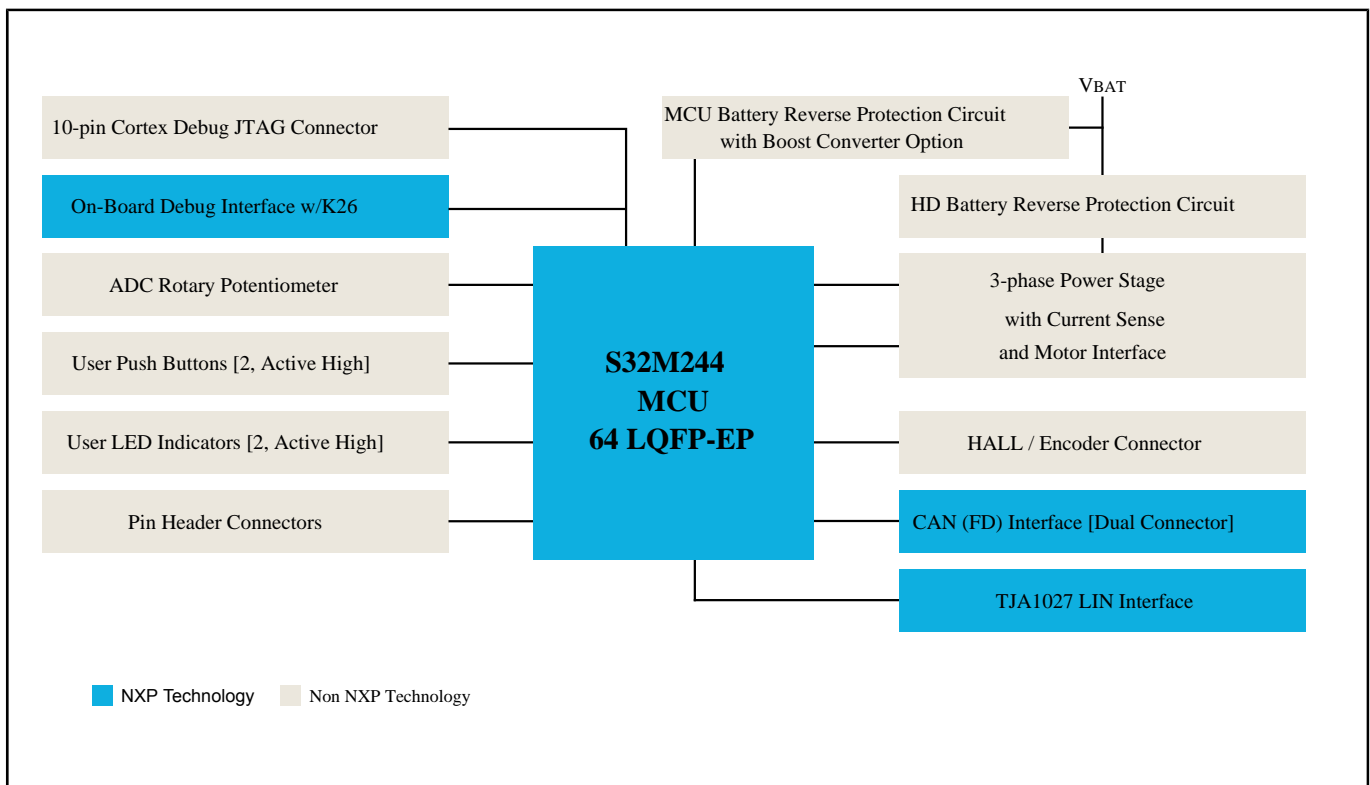 VBAT
10-pin Cortex Debug JTAG Connector
MCU Battery Reverse Protection Circuit
with Boost Converter Option
On-Board Debug Interface w/K26
HD Battery Reverse Protection Circuit
ADC Rotary Potentiometer
3-phase Power Stage
with Current Sense
and Motor Interface
User Push Buttons [2, Active High]
S32M244
MCU
64 LQFP-EP
User LED Indicators [2, Active High]
HALL / Encoder Connector
Pin Header Connectors
CAN (FD) Interface [Dual Connector]
TJA1027 LIN Interface
NXP Technology
Non NXP Technology